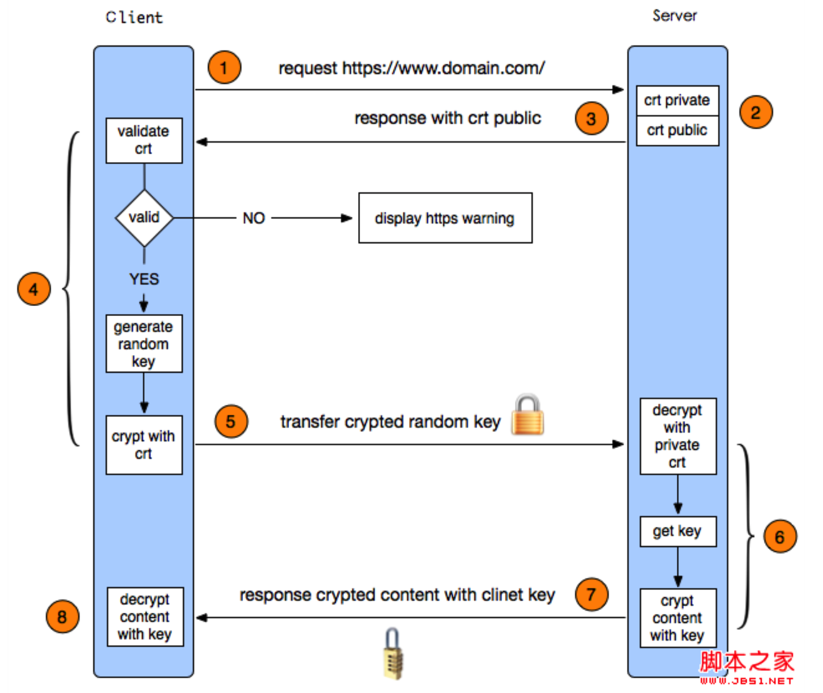 Client
Server
1
request https://www.domain.com/
crt private
2
response with crt public
3
crt public
validate
crt
valid
NO
display https warning
YES
4
generate
random
key
5
transfer crypted random key
crypt with
crt
decrypt
with
private
crt
get key
6
response crypted content with clinet key
7
8
decrypt
content
with key
crypt
content
with key
脚本之家
www.JB51.NET